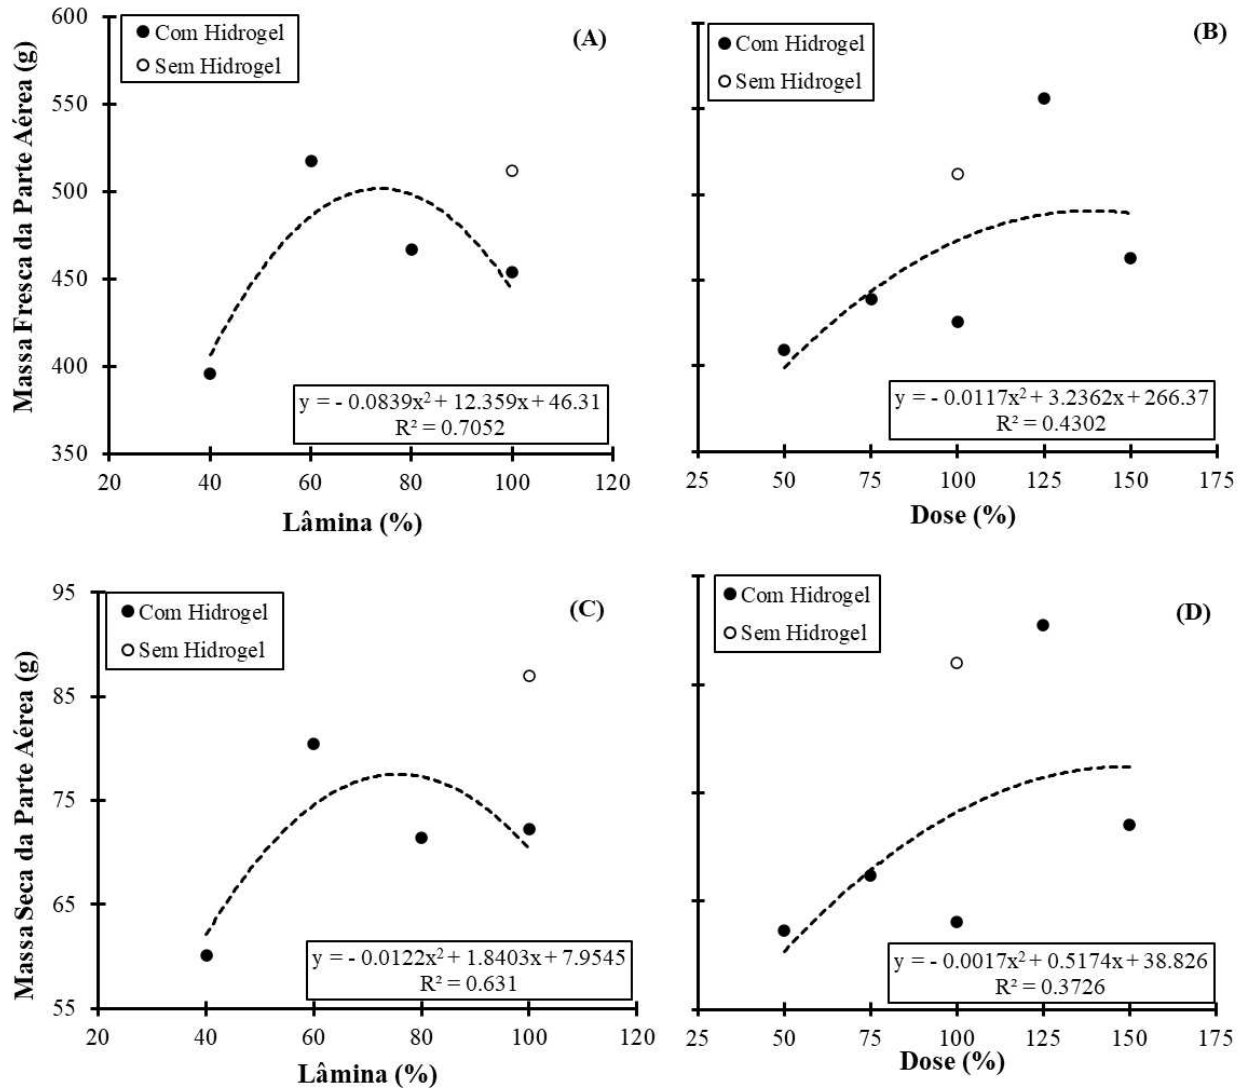 Massa Fresca da Parte Aérea (g)
600
550
500
450
400
350
Com Hidrogel
Sem Hidrogel
(A)
y = - 0.0839x² + 12.359x + 46.31
R² = 0.7052
20 40 60 80 100 120
Lâmina (%)
Com Hidrogel
Sem Hidrogel
(B)
y = - 0.0117x² + 3.2362x + 266.37
R² = 0.4302
25 50 75 100 125 150 175
Dose (%)
Massa Seca da Parte Aérea (g)
95
85
75
65
55
Com Hidrogel
Sem Hidrogel
(C)
y = - 0.0122x² + 1.8403x + 7.9545
R² = 0.631
20 40 60 80 100 120
Lâmina (%)
Com Hidrogel
Sem Hidrogel
(D)
y = - 0.0017x² + 0.5174x + 38.826
R² = 0.3726
25 50 75 100 125 150 175
Dose (%)